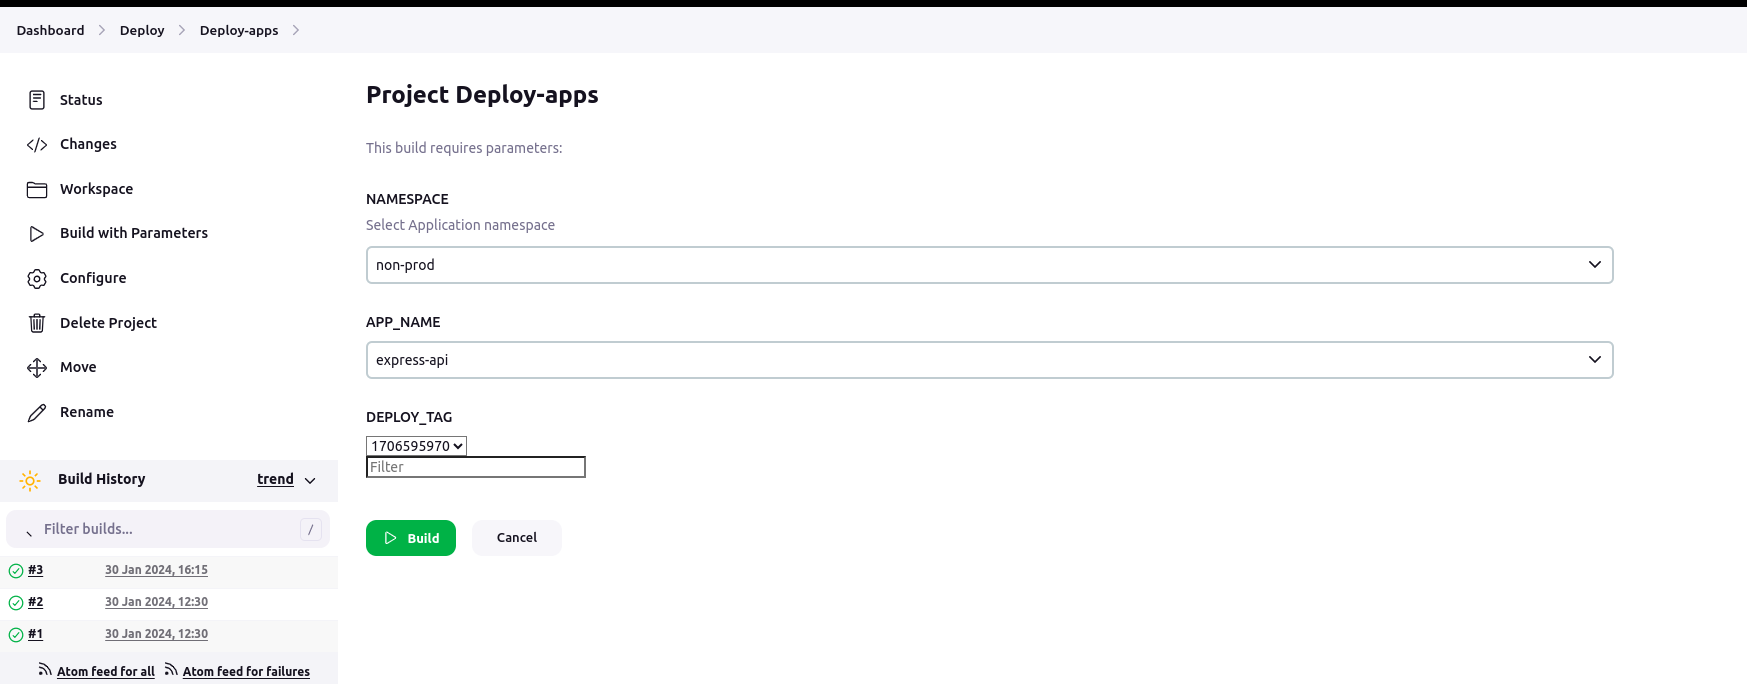 Dashboard > Deploy > Deploy-apps >
Status
Changes
Workspace
Build with Parameters
Configure
Delete Project
Move
Rename
Build History trend
Filter builds... /
#3 30 Jan 2024, 16:15
#2 30 Jan 2024, 12:30
#1 30 Jan 2024, 12:30
Atom feed for all Atom feed for failures
Project Deploy-apps
This build requires parameters:
NAMESPACE
Select Application namespace
non-prod
APP_NAME
express-api
DEPLOY_TAG
1706595970
Filter
Build Cancel